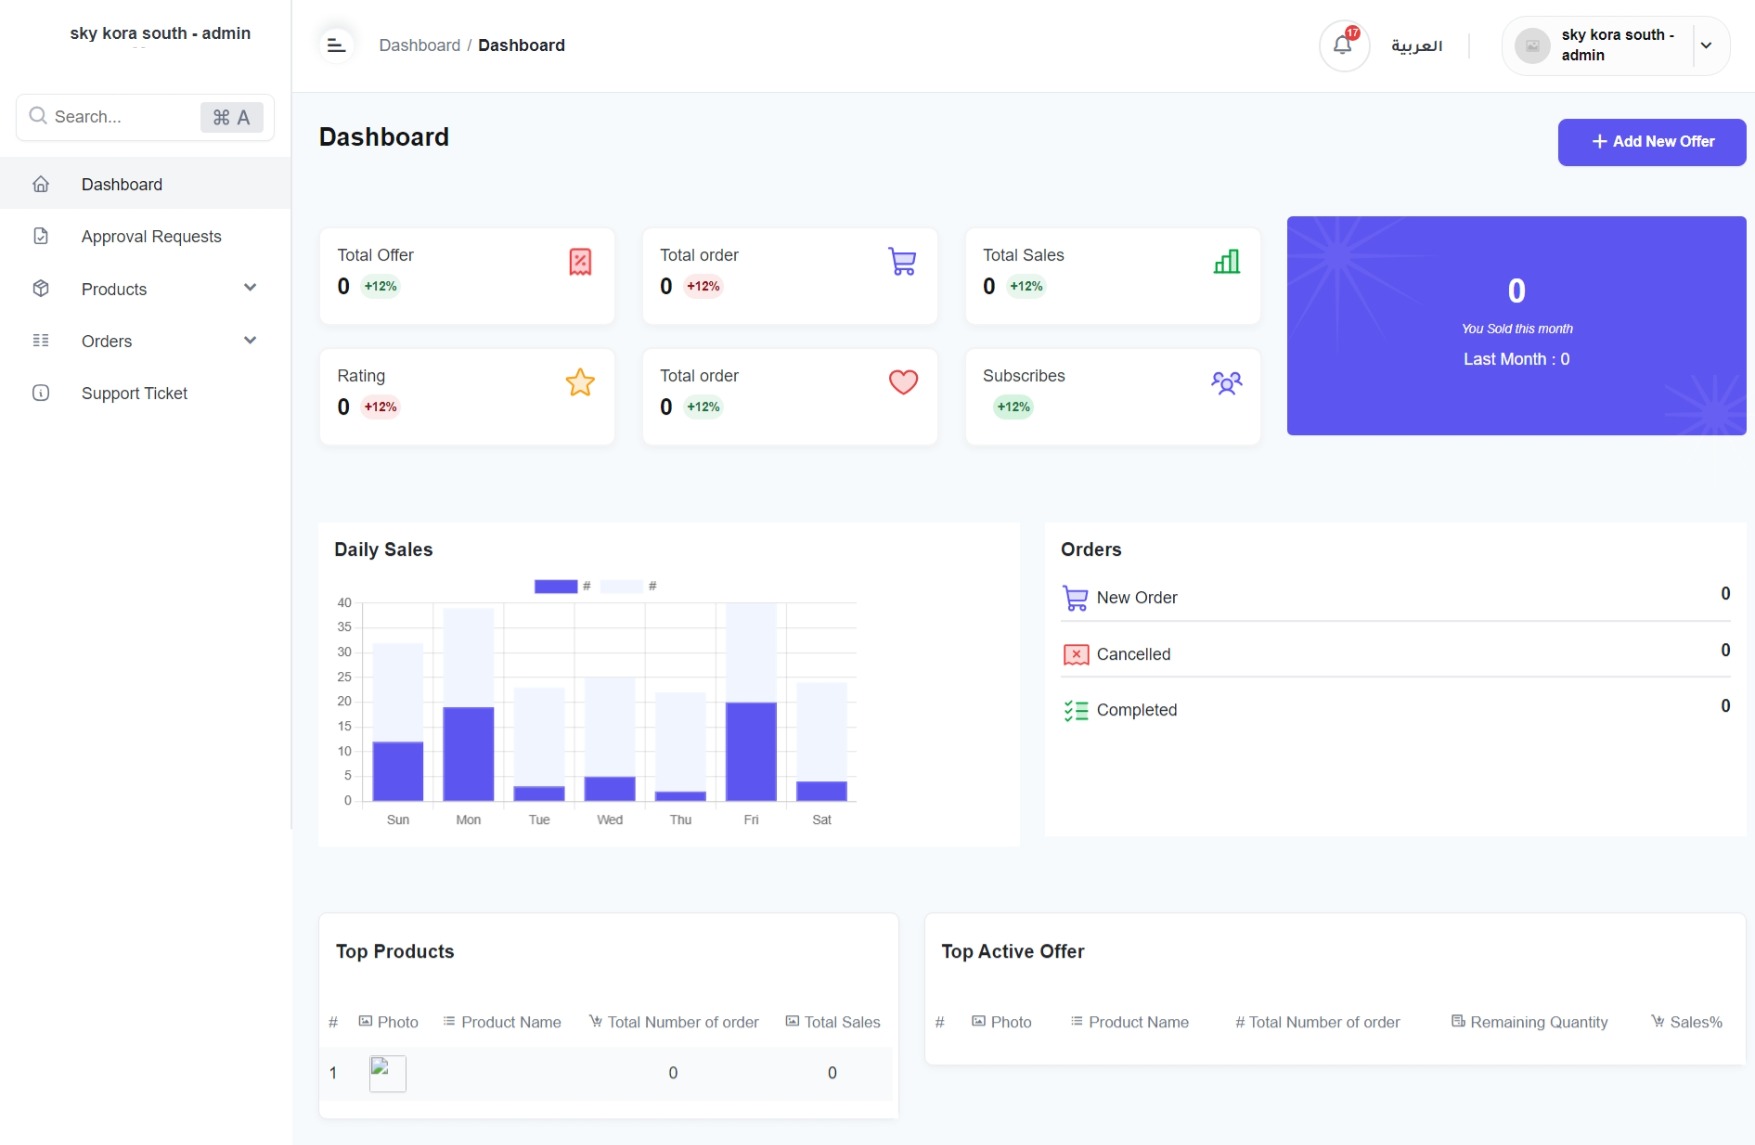 sky kora south - admin
Search...
⌘ A
Dashboard
Approval Requests
Products
Orders
Support Ticket
Dashboard / Dashboard
17
العربية
sky kora south -
admin
Dashboard
+ Add New Offer
Total Offer
0 +12%
Total order
0 +12%
Total Sales
0 +12%
Rating
0 +12%
Total order
0 +12%
Subscribes
+12%
0
You Sold this month
Last Month : 0
Daily Sales
# #
40
35
30
25
20
15
10
5
0
Sun Mon Tue Wed Thu Fri Sat
Orders
New Order 0
Cancelled 0
Completed 0
Top Products
# Photo Product Name Total Number of order Total Sales
1 0 0
Top Active Offer
# Photo Product Name # Total Number of order Remaining Quantity Sales%